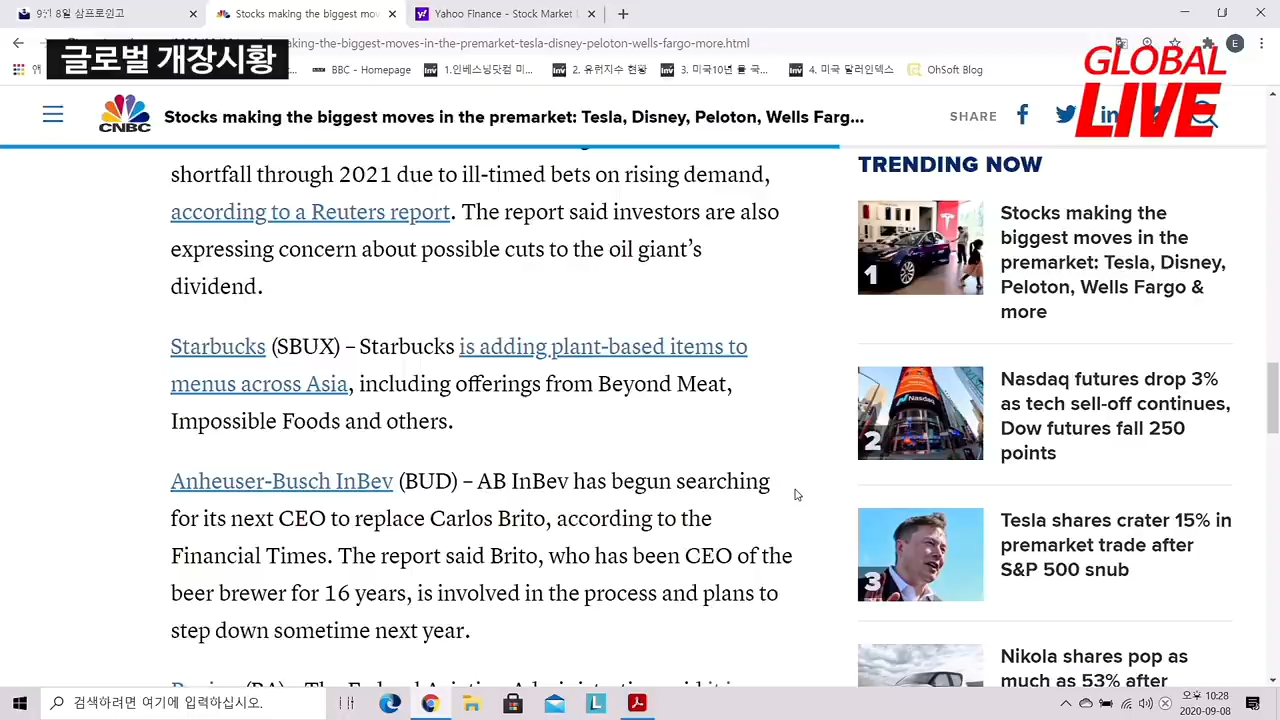 9월 8일 삼프로윈고
Stocks making the biggest mov
Yahoo Finance - Stock Market
글로벌 개장시황
making-the-biggest-moves-in-the-premarket-tesla-disney-peloton-wells-fargo-more.html
E
GLOBAL
LIVE
BBC - Homepage
1.인베스팅닷컴 미...
2. 유럽지수 현황
3. 미국10년 물 국...
4. 미국 달러인덱스
OhSoft Blog
CNBC
Stocks making the biggest moves in the premarket: Tesla, Disney, Peloton, Wells Farg...
SHARE
shortfall through 2021 due to ill-timed bets on rising demand,
according to a Reuters report. The report said investors are also
expressing concern about possible cuts to the oil giant’s
dividend.
Starbucks (SBUX) – Starbucks is adding plant-based items to
menus across Asia, including offerings from Beyond Meat,
Impossible Foods and others.
Anheuser-Busch InBev (BUD) – AB InBev has begun searching
for its next CEO to replace Carlos Brito, according to the
Financial Times. The report said Brito, who has been CEO of the
beer brewer for 16 years, is involved in the process and plans to
step down sometime next year.
TRENDING NOW
1
Stocks making the
biggest moves in the
premarket: Tesla, Disney,
Peloton, Wells Fargo &
more
Nasdaq
2
Nasdaq futures drop 3%
as tech sell-off continues,
Dow futures fall 250
points
3
Tesla shares crater 15% in
premarket trade after
S&P 500 snub
Nikola shares pop as
much as 53% after
검색하려면 여기에 입력하십시오.
오후 10:28
2020-09-08